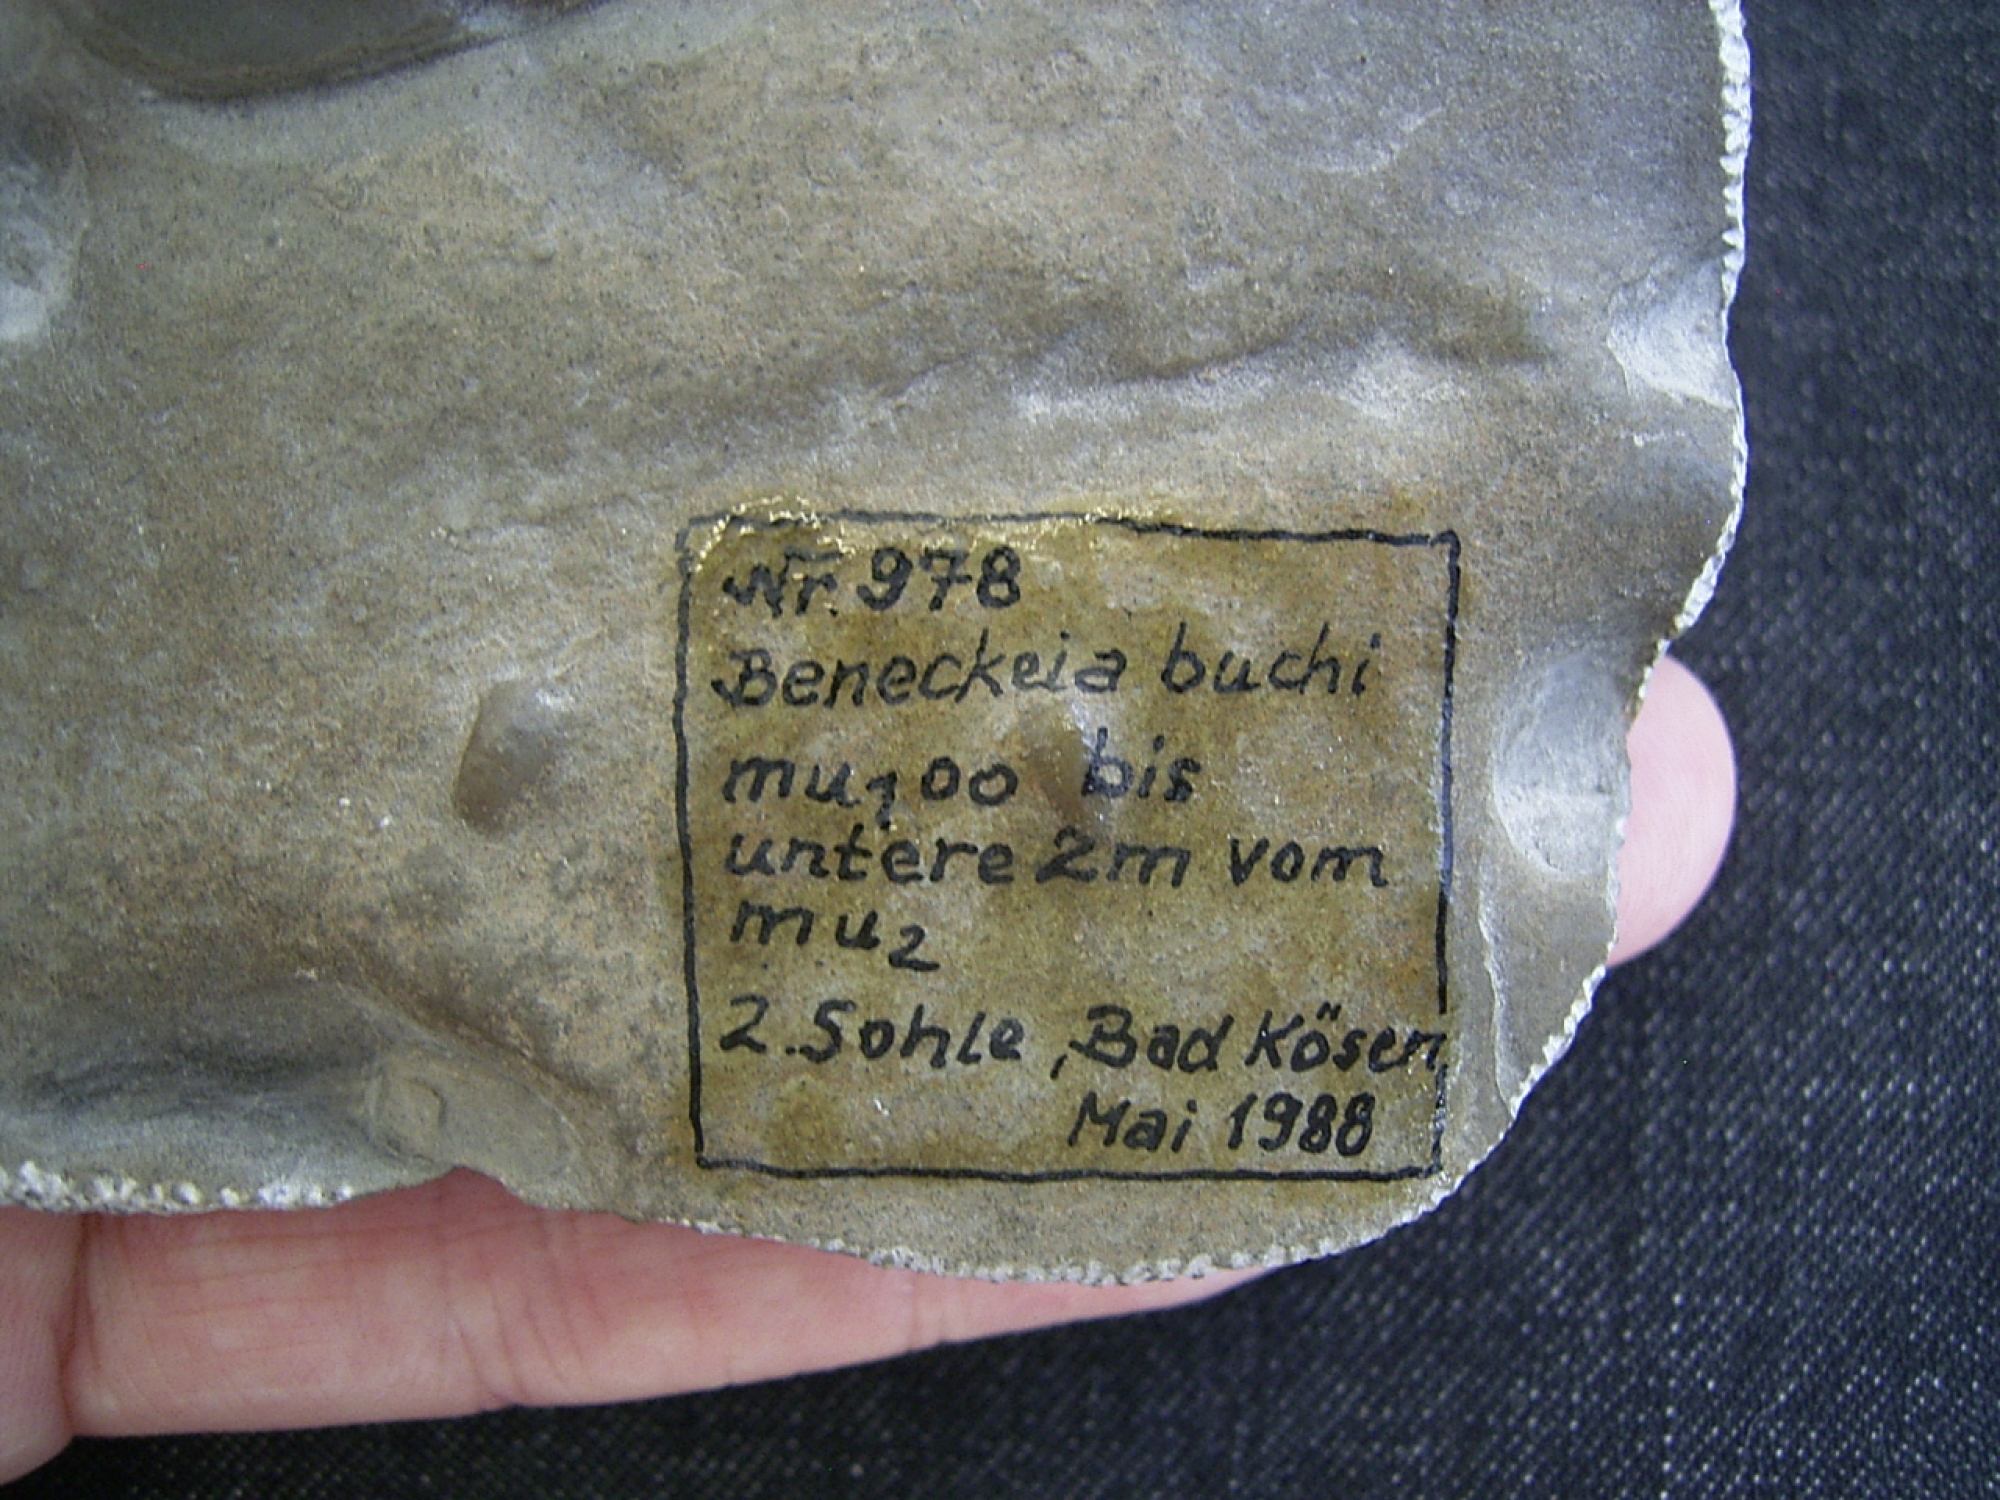 Nr. 978
Beneckeia buchi
mu₁oo bis
untere 2m vom
mu₂
2. Sohle, Bad Kösen,
Mai 1988